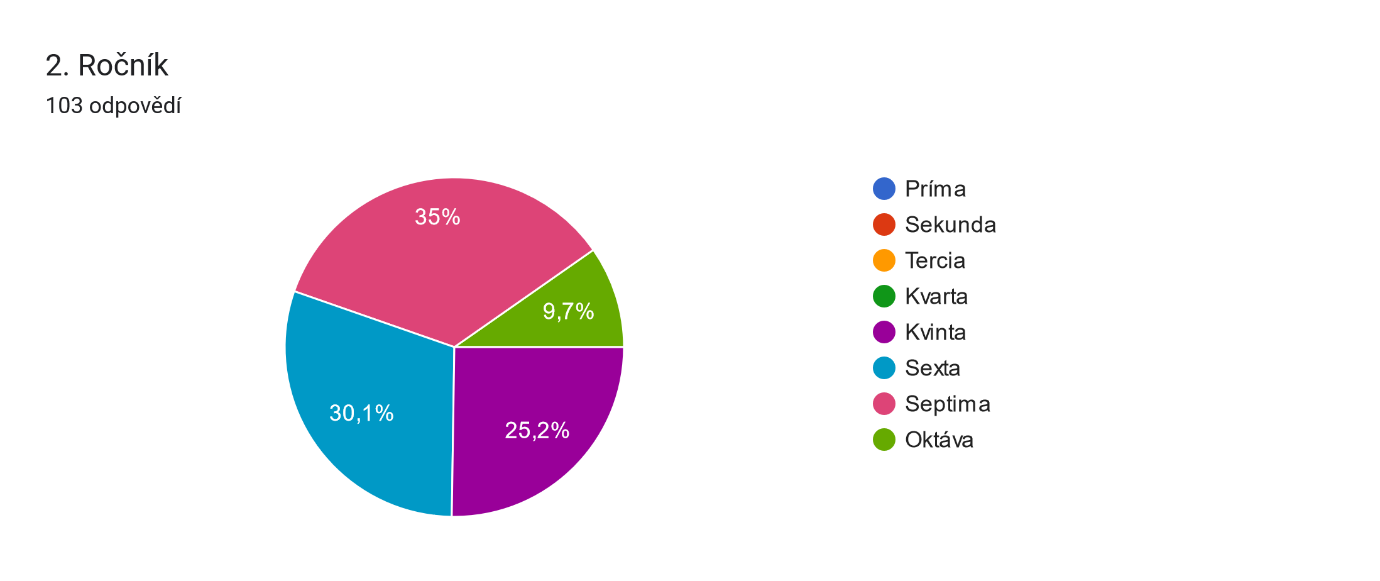 2. Ročník
103 odpovědí
35%
9,7%
30,1%
25,2%
Príma
Sekunda
Tercia
Kvarta
Kvinta
Sexta
Septima
Oktáva